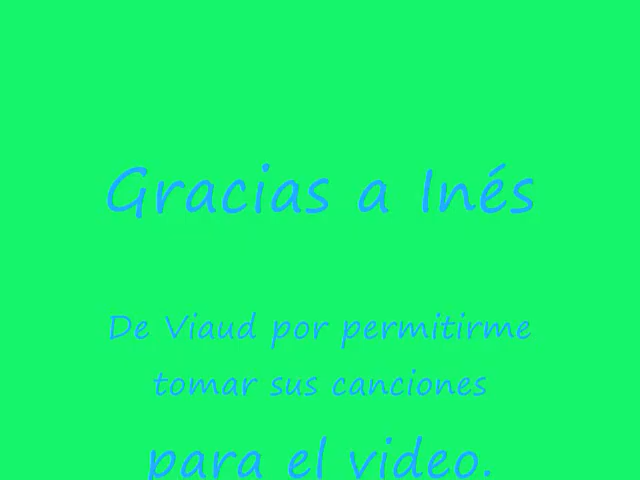 Gracias a Inés
De Viaud por permitirme
tomar sus canciones
para el video.